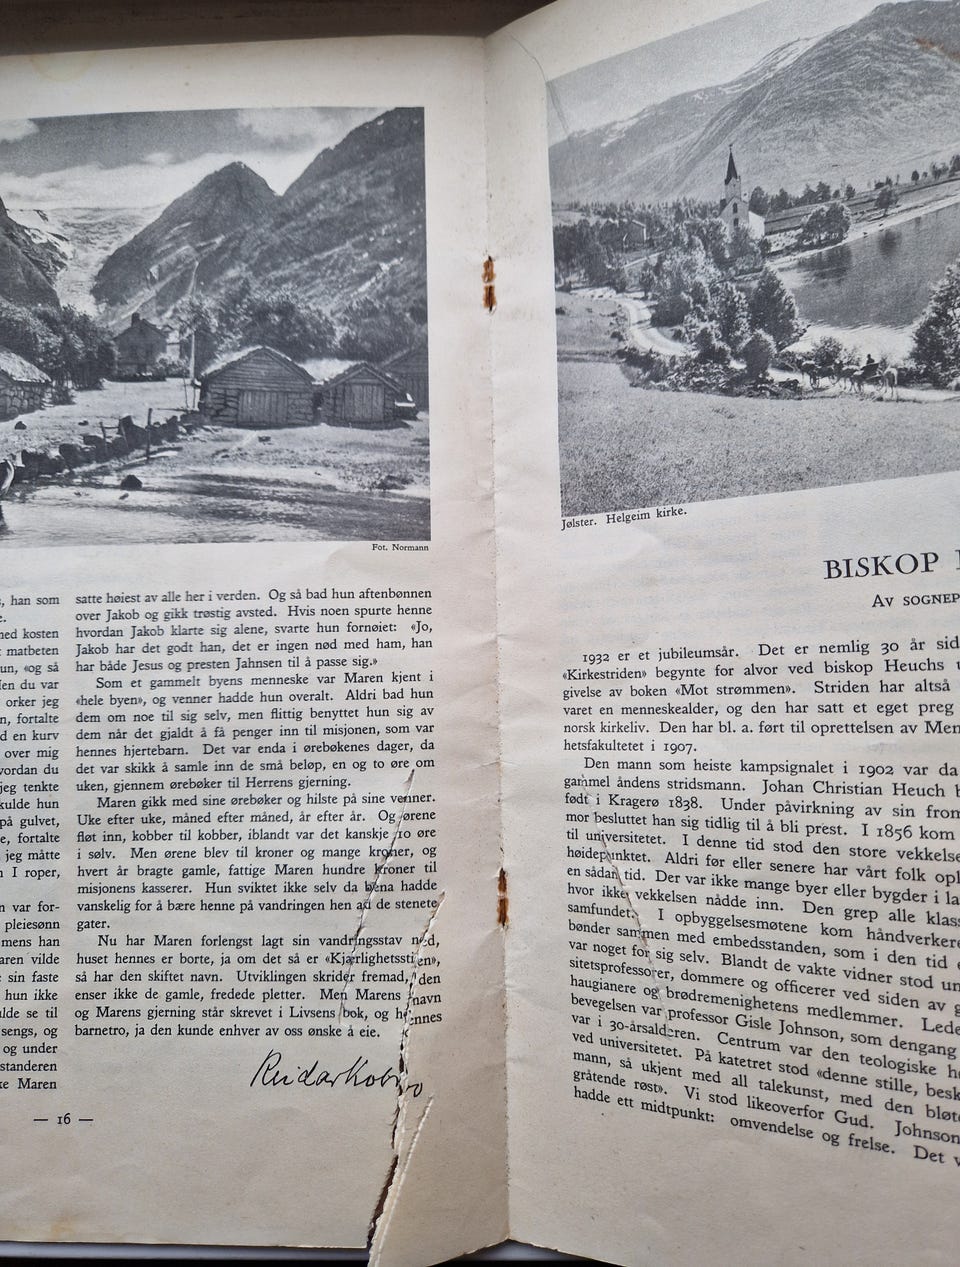 Fot. Normann
, han som
e.
ned kosten
matbeten
un, «og så
en du var
orker jeg
n, fortalte
d en kurv
over mig
vordan du
jeg tenkte
kulde hun
på gulvet,
e, fortalte
jeg måtte
I roper,
n var for-
pleiesønn
mens han
aren vilde
sin faste
hun ikke
lde se til
sengs, og
og under
standeren
ke Maren
satte høiest av alle her i verden. Og så bad hun aftenbønnen
over Jakob og gikk trøstig avsted. Hvis noen spurte henne
hvordan Jakob klarte sig alene, svarte hun fornøiet: «Jo,
Jakob har det godt han, det er ingen nød med ham, han
har både Jesus og presten Jahnsen til å passe sig.»
Som et gammelt byens menneske var Maren kjent i
«hele byen», og venner hadde hun overalt. Aldri bad hun
dem om noe til sig selv, men flittig benyttet hun sig av
dem når det gjaldt å få penger inn til misjonen, som var
hennes hjertebarn. Det var enda i ørebøkenes dager, da
det var skikk å samle inn de små beløp, en og to øre om
uken, gjennem ørebøker til Herrens gjerning.
Maren gikk med sine ørebøker og hilste på sine venner.
Uke efter uke, måned efter måned, år efter år. Og ørene
fløt inn, kobber til kobber, iblandt var det kanskje 10 øre
i sølv. Men ørene blev til kroner og mange kroner, og
hvert år bragte gamle, fattige Maren hundre kroner til
misjonens kasserer. Hun sviktet ikke selv da bena hadde
vanskelig for å bære henne på vandringen hen ad de stenete
gater.
Nu har Maren forlengst lagt sin vandringsstav ned,
huset hennes er borte, ja om det så er «Kjærlighetsstien»,
så har den skiftet navn. Utviklingen skrider fremad, den
enser ikke de gamle, fredede pletter. Men Marens navn
og Marens gjerning står skrevet i Livsens bok, og hennes
barnetro, ja den kunde enhver av oss ønske å eie.
Reidar Kobro
— 16 —
Jølster. Helgeim kirke.
BISKOP
Av SOGNEP
1932 er et jubileumsår. Det er nemlig 30 år sid
«Kirkestriden» begynte for alvor ved biskop Heuchs u
givelse av boken «Mot strømmen». Striden har altså
varet en menneskealder, og den har satt et eget preg
norsk kirkeliv. Den har bl. a. ført til oprettelsen av Men
hetsfakultetet i 1907.
Den mann som heiste kampsignalet i 1902 var da
gammel åndens stridsmann. Johan Christian Heuch b
født i Kragerø 1838. Under påvirkning av sin from
mor besluttet han sig tidlig til å bli prest. I 1856 kom
til universitetet. I denne tid stod den store vekkelse
høidepunktet. Aldri før eller senere har vårt folk opl
en sådan tid. Der var ikke mange byer eller bygder i la
hvor ikke vekkelsen nådde inn. Den grep alle klas
samfundet. I opbyggelsesmøtene kom håndverkere
bønder sammen med embedsstanden, som i den tid
var noget for sig selv. Blandt de vakte vidner stod un
sitetsprofessorer, dommere og officerer ved siden av g
haugianere og brødremenighetens medlemmer. Lede
bevegelsen var professor Gisle Johnson, som dengang
var i 30-årsalderen. Centrum var den teologiske h
ved universitetet. På katetret stod «denne stille, besk
mann, så ukjent med all talekunst, med den bløt
gråtende røst». Vi stod likeoverfor Gud. Johnson
hadde ett midtpunkt: omvendelse og frelse. Det v